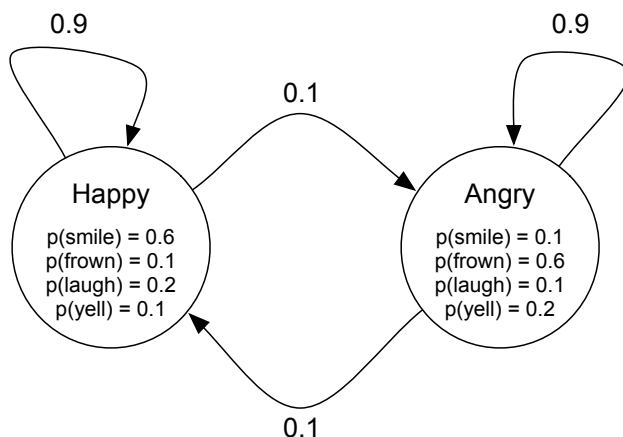 0.9
0.9
0.1
Happy
p(smile) = 0.6
p(frown) = 0.1
p(laugh) = 0.2
p(yell) = 0.1
Angry
p(smile) = 0.1
p(frown) = 0.6
p(laugh) = 0.1
p(yell) = 0.2
0.1